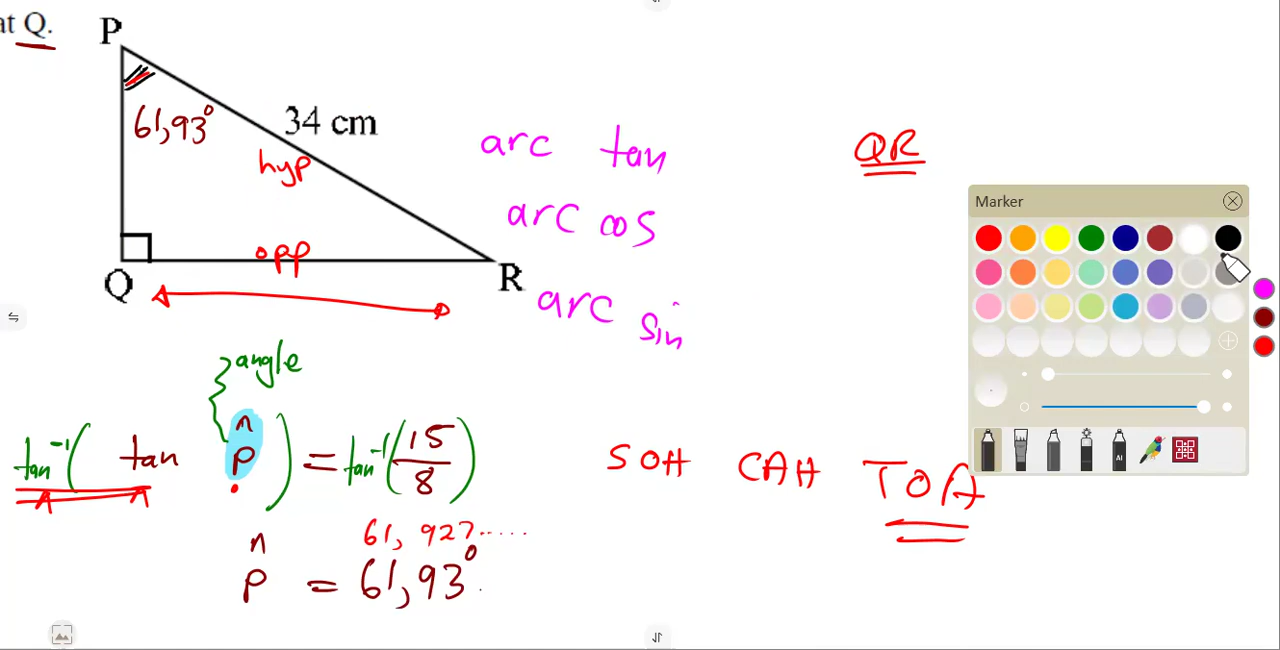 at Q.
P
61,93°
34 cm
hyp
opp
Q
R
arc tan
arc cos
arc sin
QR
Marker
AI
angle
tan⁻¹( tan p̂ ) = tan⁻¹(15/8)
61,927.....
p̂ = 61,93°
SOH CAH TOA